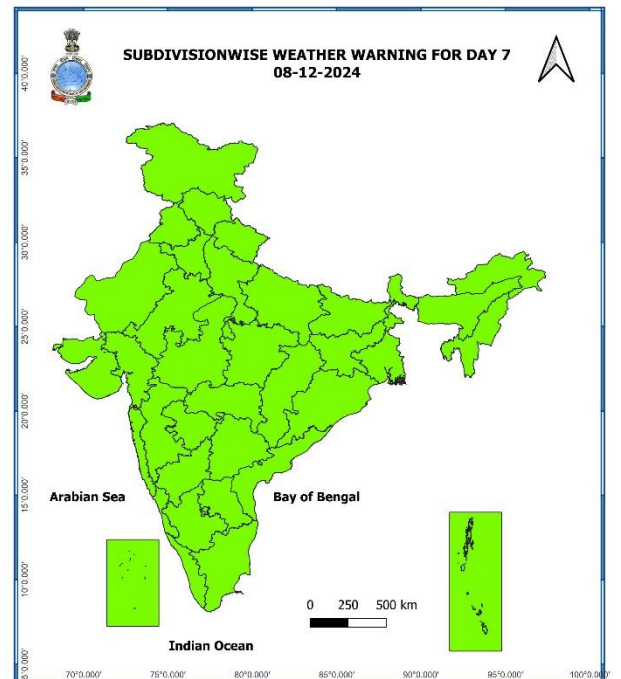 SUBDIVISIONWISE WEATHER WARNING FOR DAY 7
08-12-2024
40°0.000'
35°0.000'
30°0.000'
25°0.000'
20°0.000'
15°0.000'
10°0.000'
5°0.000'
Arabian Sea
Bay of Bengal
0 250 500 km
Indian Ocean
70°0.000' 75°0.000' 80°0.000' 85°0.000' 90°0.000' 95°0.000' 100°0.000'